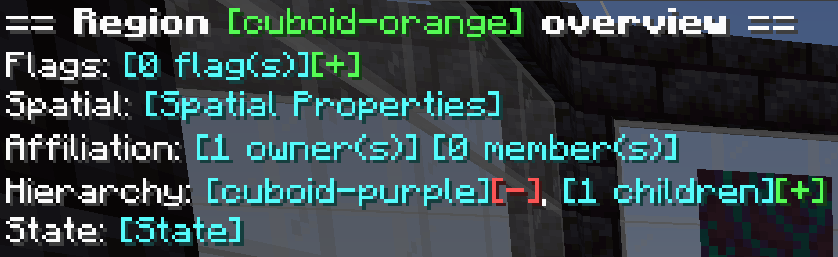 == Region [cuboid-orange] overview ==
Flags: [0 flag(s)][+]
Spatial: [Spatial Properties]
Affiliation: [1 owner(s)] [0 member(s)]
Hierarchy: [cuboid-purple][-], [1 children][+]
State: [State]